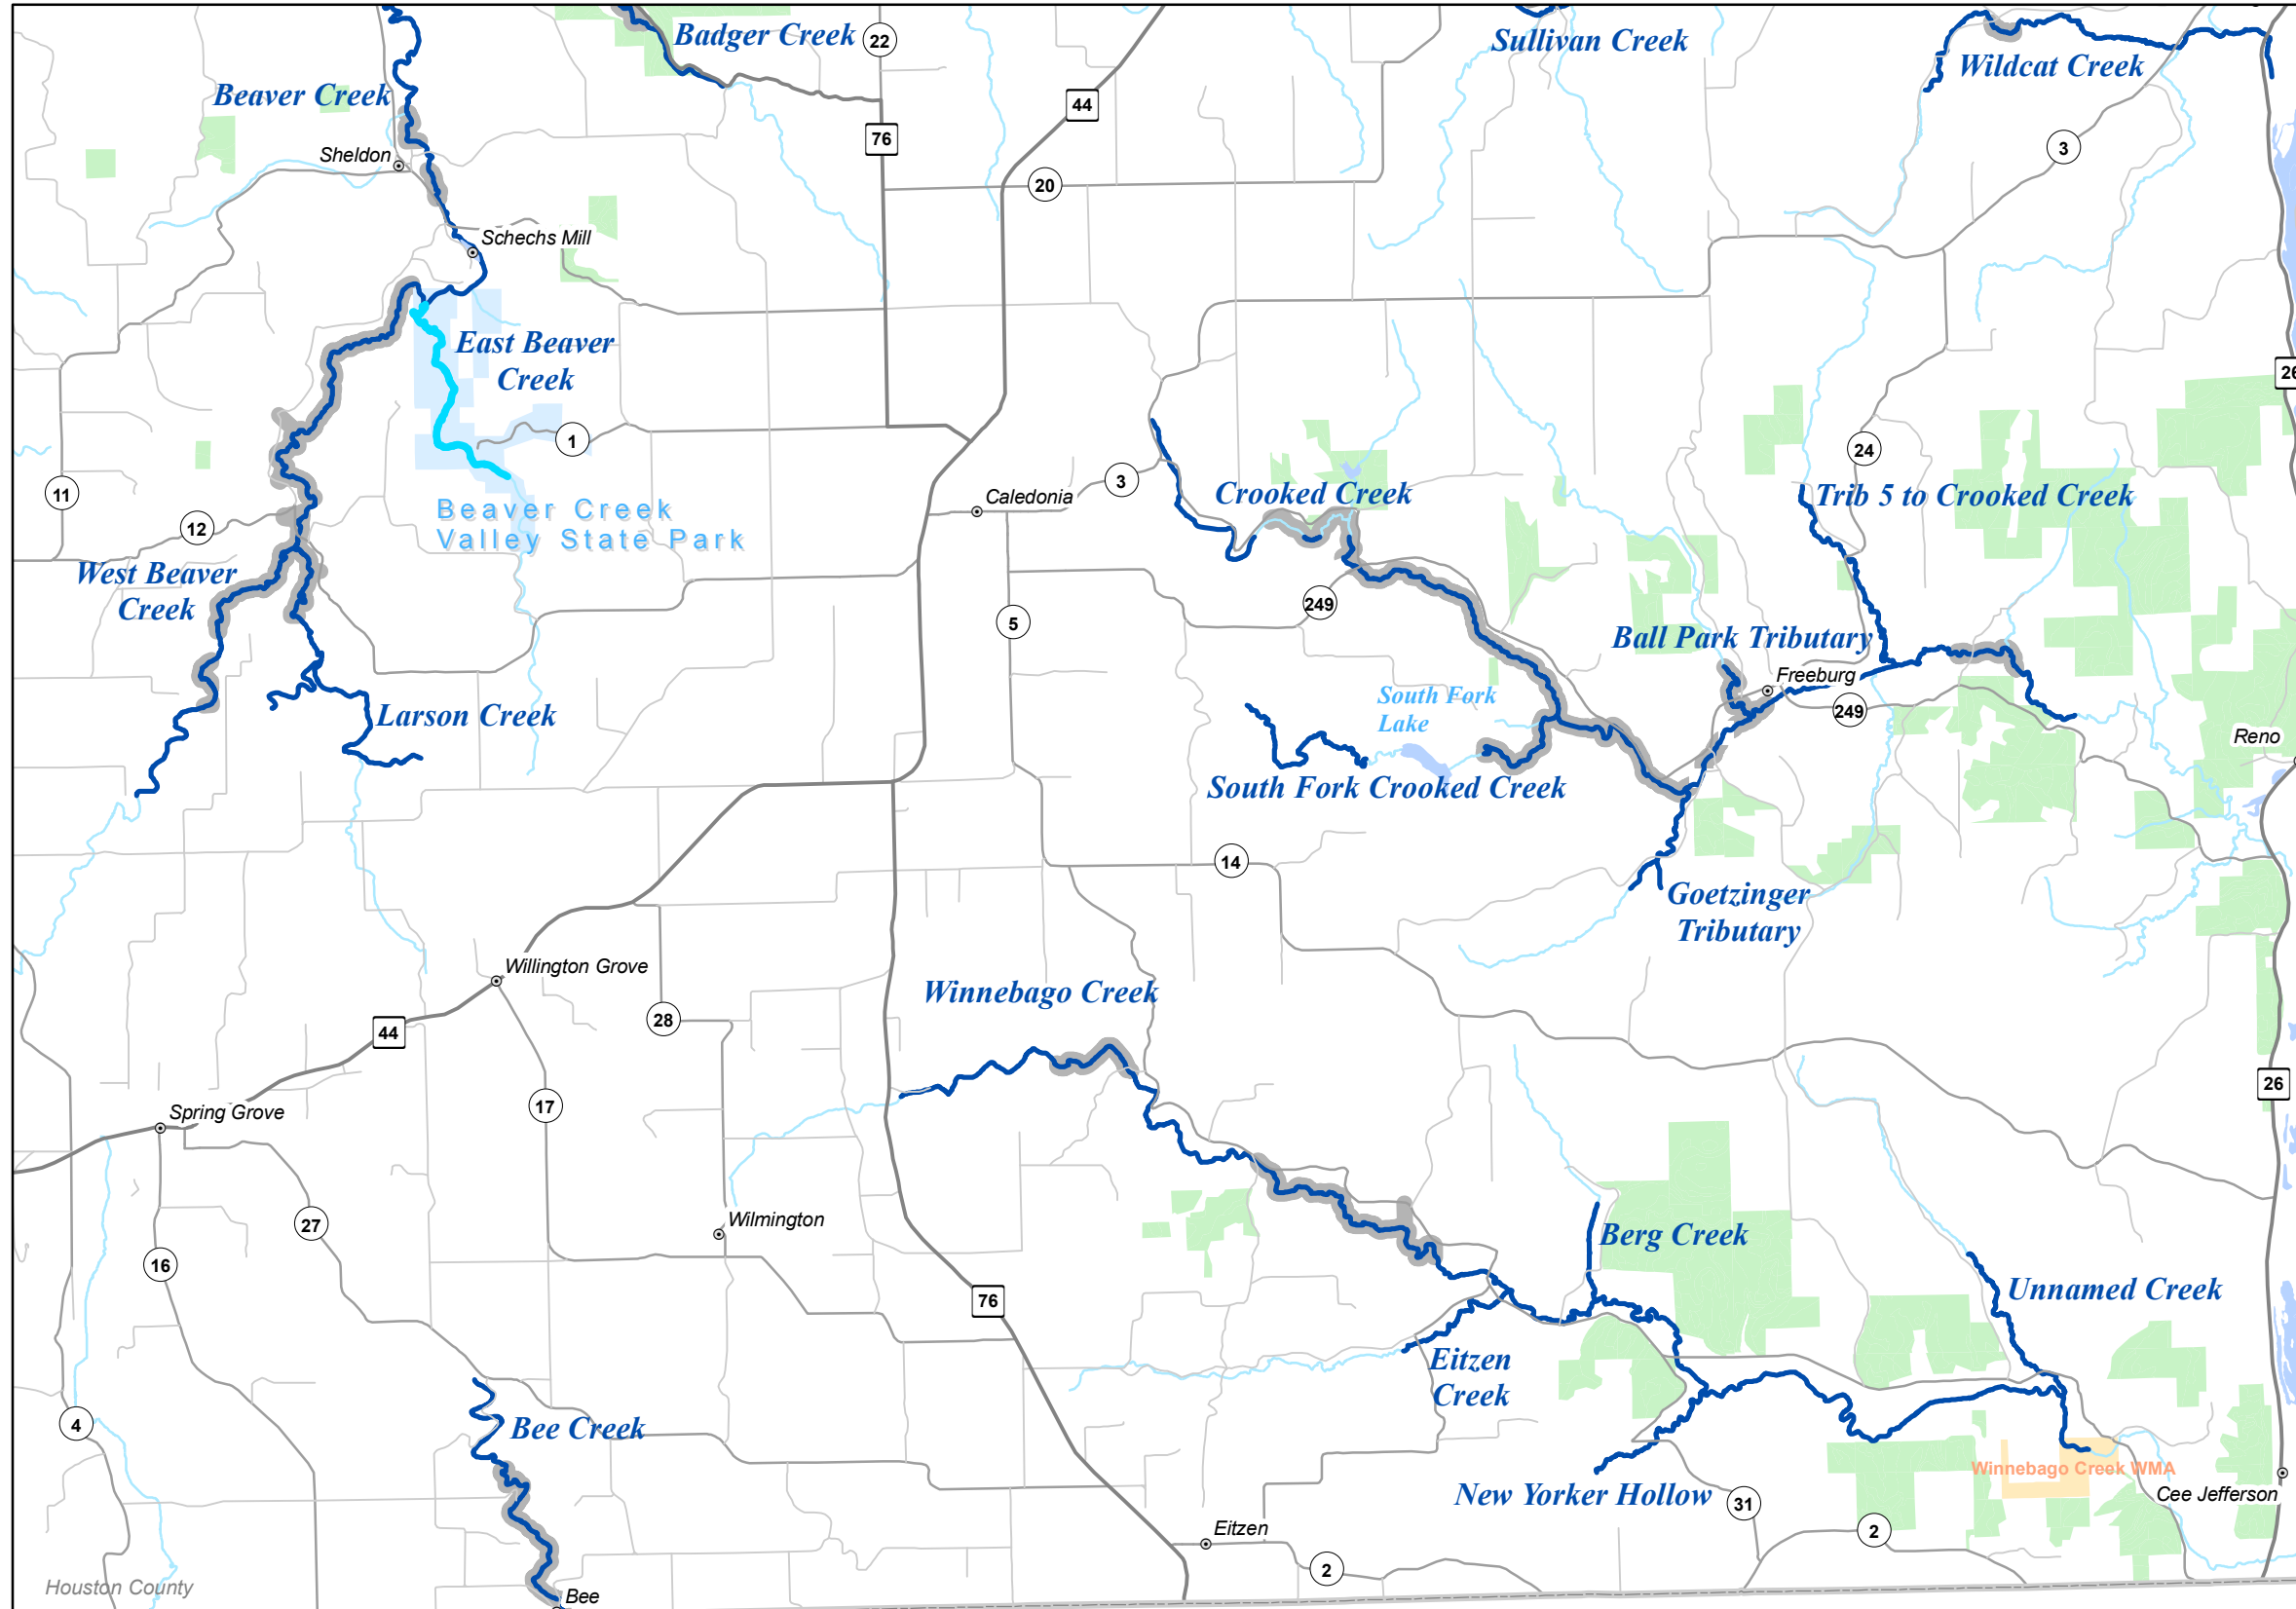 Badger Creek
22
Sullivan Creek
Wildcat Creek
Beaver Creek
44
76
3
Sheldon
20
Schechs Mill
East Beaver
Creek
26
1
24
11
Caledonia
3
Crooked Creek
Trib 5 to Crooked Creek
Beaver Creek
Valley State Park
12
West Beaver
Creek
249
5
Ball Park Tributary
Freeburg
South Fork
Lake
249
Larson Creek
Reno
South Fork Crooked Creek
14
Goetzinger
Tributary
Willington Grove
Winnebago Creek
28
44
26
17
Spring Grove
Wilmington
27
Berg Creek
16
Unnamed Creek
76
Eitzen
Creek
4
Bee Creek
Winnebago Creek WMA
New Yorker Hollow
31
Cee Jefferson
Eitzen
2
2
Houston County
Bee